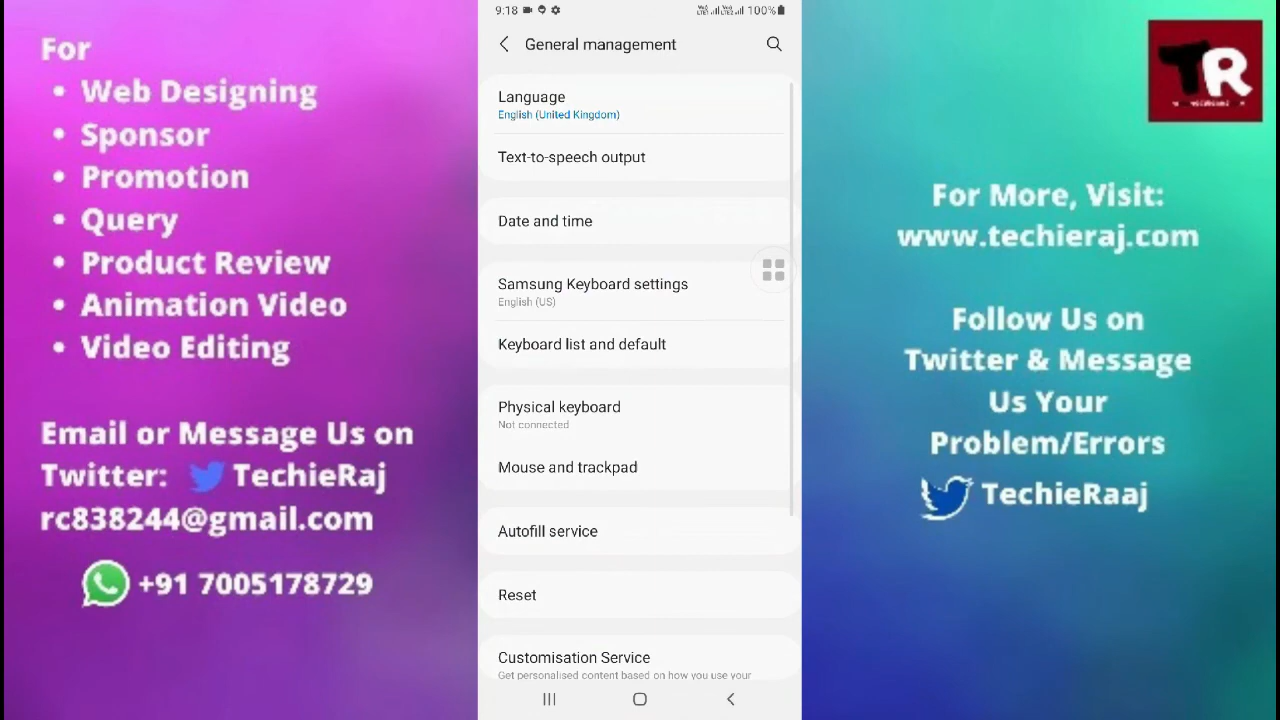 For
• Web Designing
• Sponsor
• Promotion
• Query
• Product Review
• Animation Video
• Video Editing
Email or Message Us on
Twitter: TechieRaj
rc838244@gmail.com
+91 7005178729
9:18
100%
General management
Language
English (United Kingdom)
Text-to-speech output
Date and time
Samsung Keyboard settings
English (US)
Keyboard list and default
Physical keyboard
Not connected
Mouse and trackpad
Autofill service
Reset
Customisation Service
Get personalised content based on how you use your
TR
For More, Visit:
www.techieraj.com
Follow Us on
Twitter & Message
Us Your
Problem/Errors
TechieRaaj